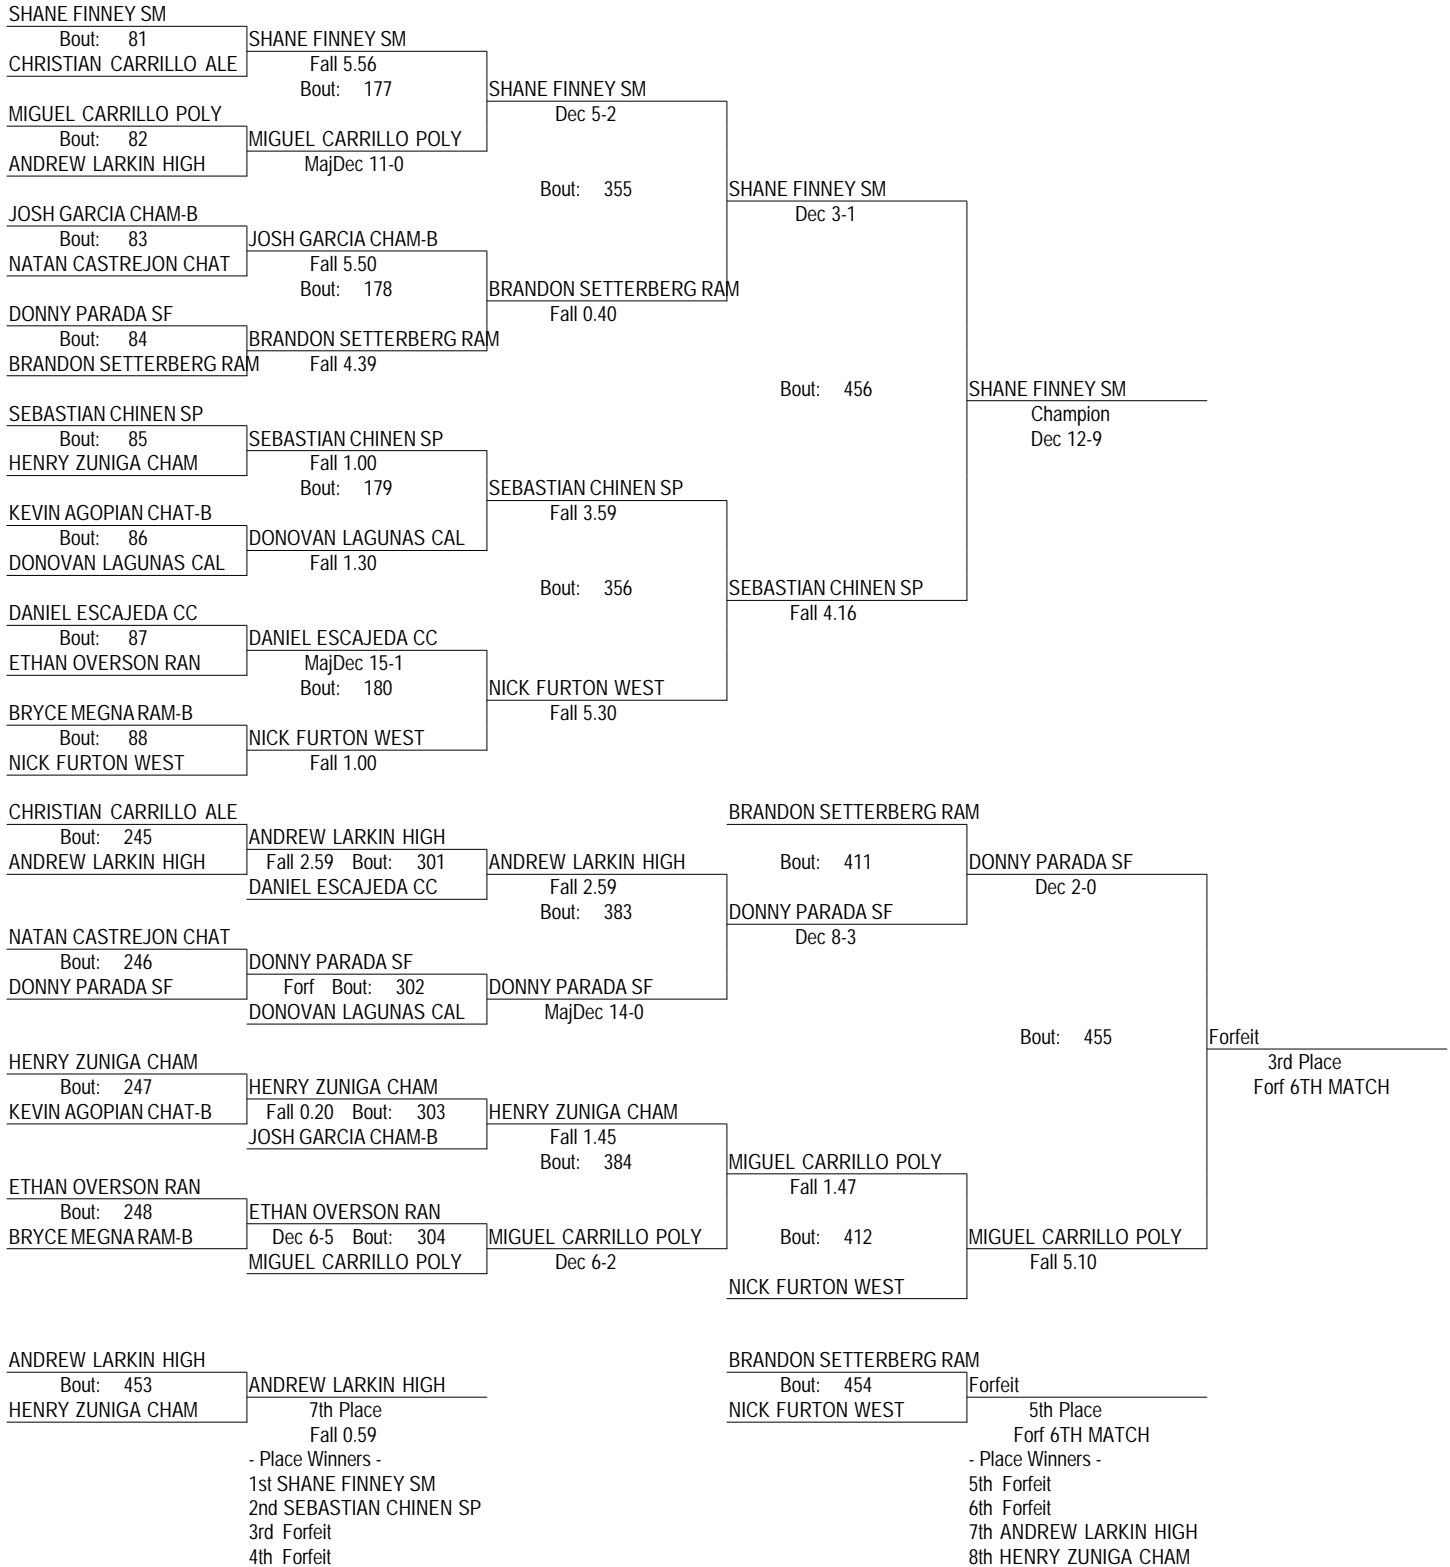 SHANE FINNEY SM
Bout: 81 SHANE FINNEY SM
CHRISTIAN CARRILLO ALE Fall 5.56
Bout: 177 SHANE FINNEY SM
MIGUEL CARRILLO POLY Dec 5-2
Bout: 82 MIGUEL CARRILLO POLY
ANDREW LARKIN HIGH MajDec 11-0
Bout: 355 SHANE FINNEY SM
JOSH GARCIA CHAM-B Dec 3-1
Bout: 83 JOSH GARCIA CHAM-B
NATAN CASTREJON CHAT Fall 5.50
Bout: 178 BRANDON SETTERBERG RAM
DONNY PARADA SF Fall 0.40
Bout: 84 BRANDON SETTERBERG RAM
BRANDON SETTERBERG RAM Fall 4.39
Bout: 456 SHANE FINNEY SM
SEBASTIAN CHINEN SP Champion
Bout: 85 SEBASTIAN CHINEN SP Dec 12-9
HENRY ZUNIGA CHAM Fall 1.00
Bout: 179 SEBASTIAN CHINEN SP
KEVIN AGOPIAN CHAT-B Fall 3.59
Bout: 86 DONOVAN LAGUNAS CAL
DONOVAN LAGUNAS CAL Fall 1.30
Bout: 356 SEBASTIAN CHINEN SP
DANIEL ESCAJEDA CC Fall 4.16
Bout: 87 DANIEL ESCAJEDA CC
ETHAN OVERSON RAN MajDec 15-1
Bout: 180 NICK FURTON WEST
BRYCE MEGNA RAM-B Fall 5.30
Bout: 88 NICK FURTON WEST
NICK FURTON WEST Fall 1.00
CHRISTIAN CARRILLO ALE BRANDON SETTERBERG RAM
Bout: 245 ANDREW LARKIN HIGH
ANDREW LARKIN HIGH Fall 2.59 Bout: 301 ANDREW LARKIN HIGH Bout: 411 DONNY PARADA SF
DANIEL ESCAJEDA CC Fall 2.59 Dec 2-0
Bout: 383 DONNY PARADA SF
NATAN CASTREJON CHAT Dec 8-3
Bout: 246 DONNY PARADA SF
DONNY PARADA SF Forf Bout: 302 DONNY PARADA SF
DONOVAN LAGUNAS CAL MajDec 14-0
Bout: 455 Forfeit
HENRY ZUNIGA CHAM 3rd Place
Bout: 247 HENRY ZUNIGA CHAM Forf 6TH MATCH
KEVIN AGOPIAN CHAT-B Fall 0.20 Bout: 303 HENRY ZUNIGA CHAM
JOSH GARCIA CHAM-B Fall 1.45
Bout: 384 MIGUEL CARRILLO POLY
ETHAN OVERSON RAN Fall 1.47
Bout: 248 ETHAN OVERSON RAN
BRYCE MEGNA RAM-B Dec 6-5 Bout: 304 MIGUEL CARRILLO POLY Bout: 412 MIGUEL CARRILLO POLY
MIGUEL CARRILLO POLY Dec 6-2 Fall 5.10
NICK FURTON WEST
ANDREW LARKIN HIGH BRANDON SETTERBERG RAM
Bout: 453 ANDREW LARKIN HIGH Bout: 454 Forfeit
HENRY ZUNIGA CHAM 7th Place NICK FURTON WEST 5th Place
Fall 0.59 Forf 6TH MATCH
- Place Winners - - Place Winners -
1st SHANE FINNEY SM 5th Forfeit
2nd SEBASTIAN CHINEN SP 6th Forfeit
3rd Forfeit 7th ANDREW LARKIN HIGH
4th Forfeit 8th HENRY ZUNIGA CHAM